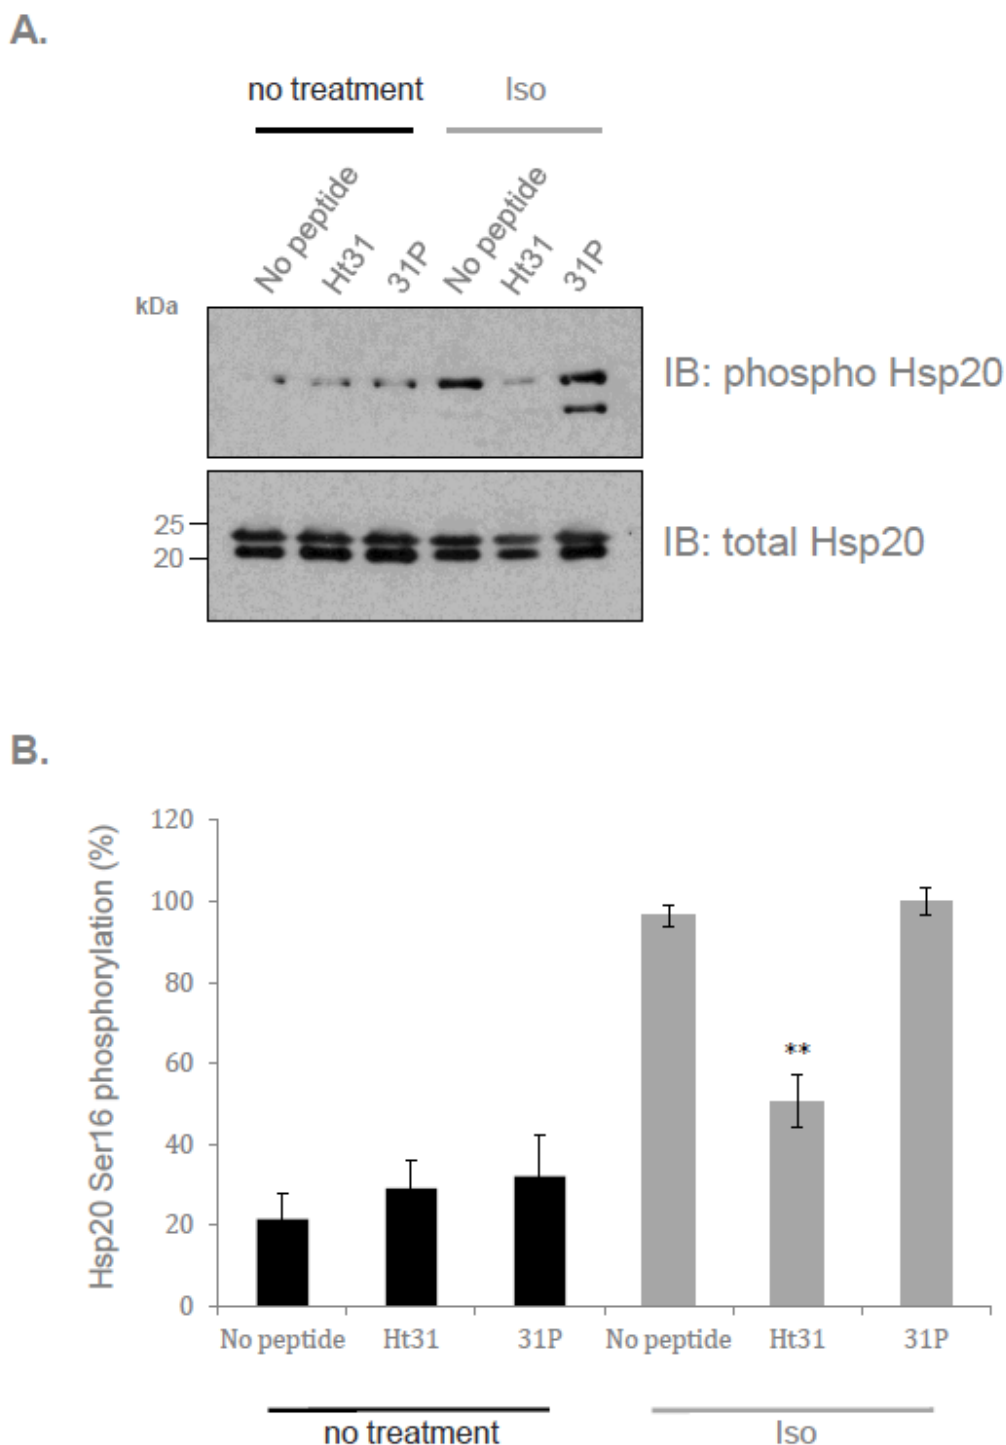 A.
no treatment Iso
No peptide Ht31 31P No peptide Ht31 31P
kDa
IB: phospho Hsp20
25
20
IB: total Hsp20
B.
Hsp20 Ser16 phosphorylation (%)
120
100
80
60
40
20
0
**
No peptide Ht31 31P No peptide Ht31 31P
no treatment Iso